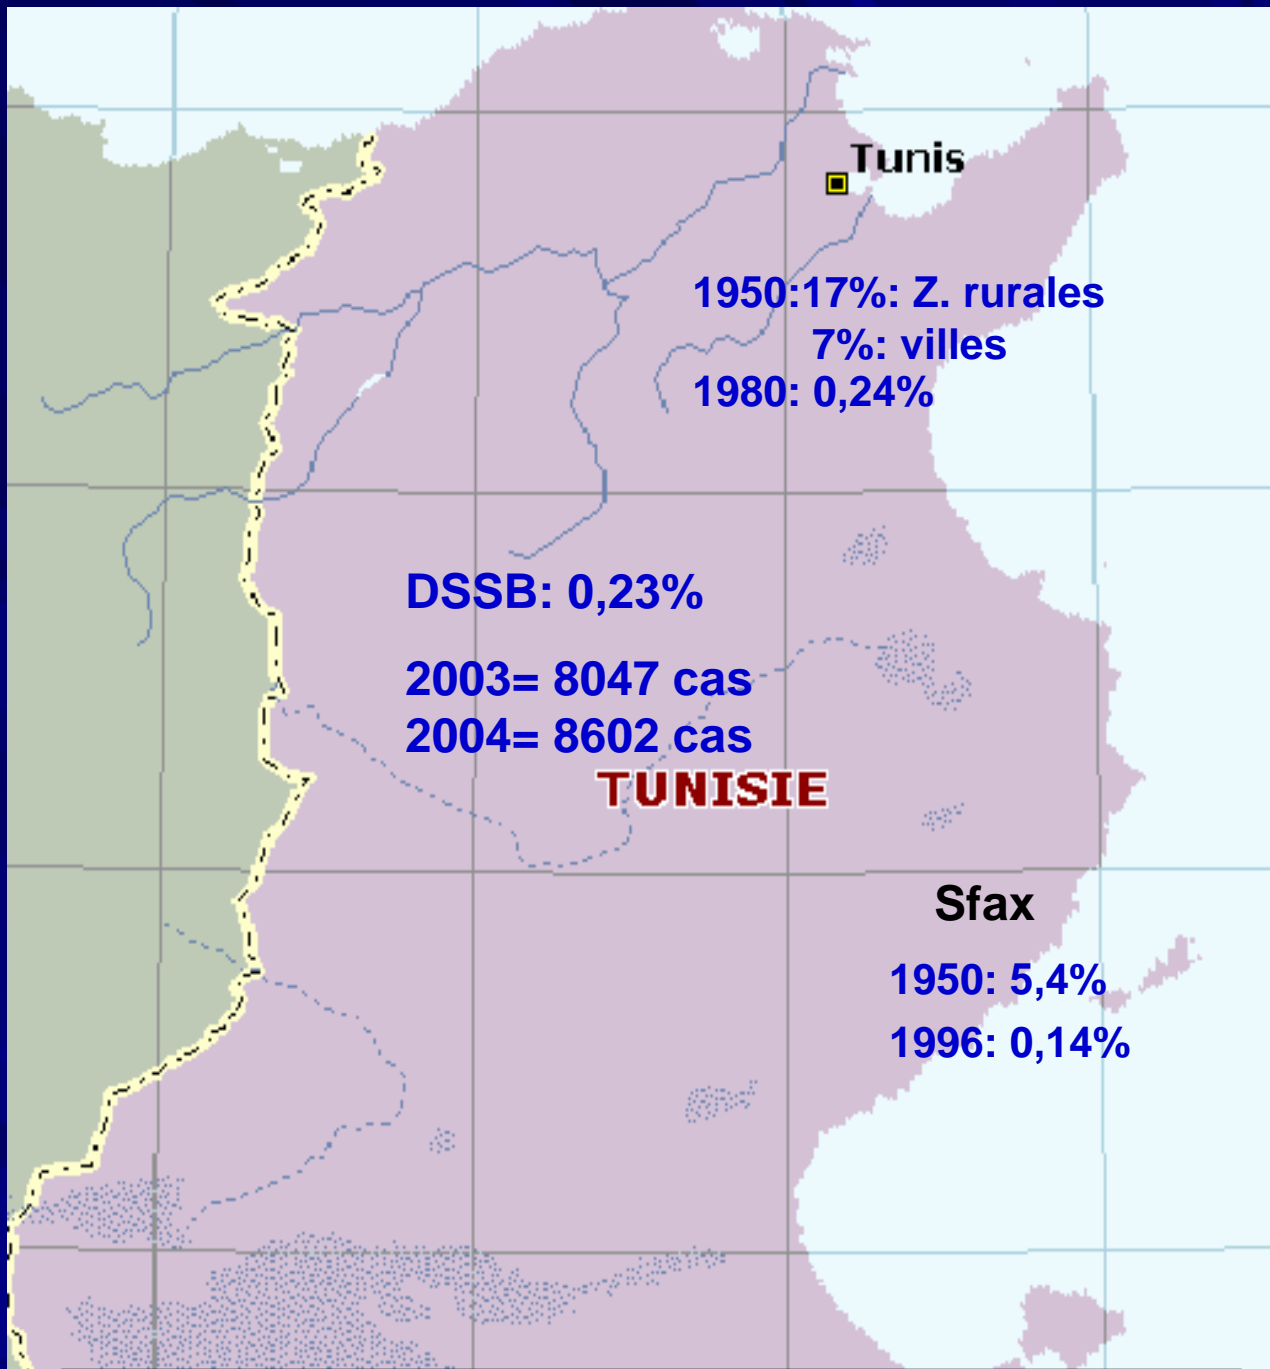 Tunis
1950:17%: Z. rurales
7%: villes
1980: 0,24%
DSSB: 0,23%
2003= 8047 cas
2004= 8602 cas
TUNISIE
Sfax
1950: 5,4%
1996: 0,14%